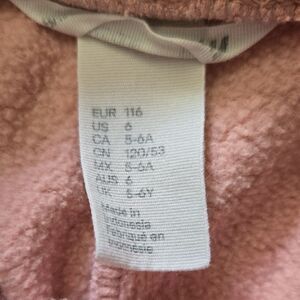 EUR 116
US 6
CA 5-6A
CN 120/53
MX 5-6A
AUS 6
UK 5-6Y
Made in
Indonesia
Fabriqué en
Indonésie